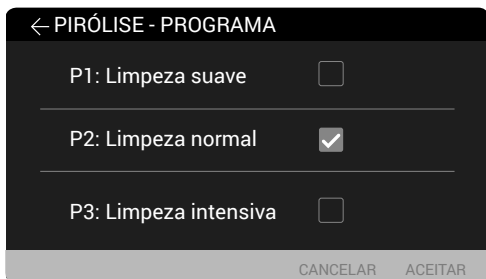 PIRÓLISE - PROGRAMA
P1: Limpeza suave
P2: Limpeza normal
P3: Limpeza intensiva
CANCELAR ACEITAR